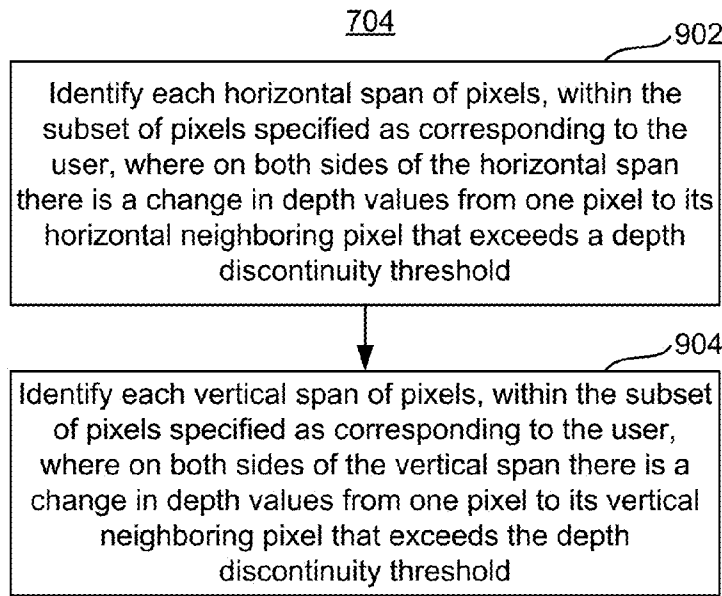 704
902
Identify each horizontal span of pixels, within the
subset of pixels specified as corresponding to the
user, where on both sides of the horizontal span
there is a change in depth values from one pixel to its
horizontal neighboring pixel that exceeds a depth
discontinuity threshold
904
Identify each vertical span of pixels, within the subset
of pixels specified as corresponding to the user,
where on both sides of the vertical span there is a
change in depth values from one pixel to its vertical
neighboring pixel that exceeds the depth
discontinuity threshold